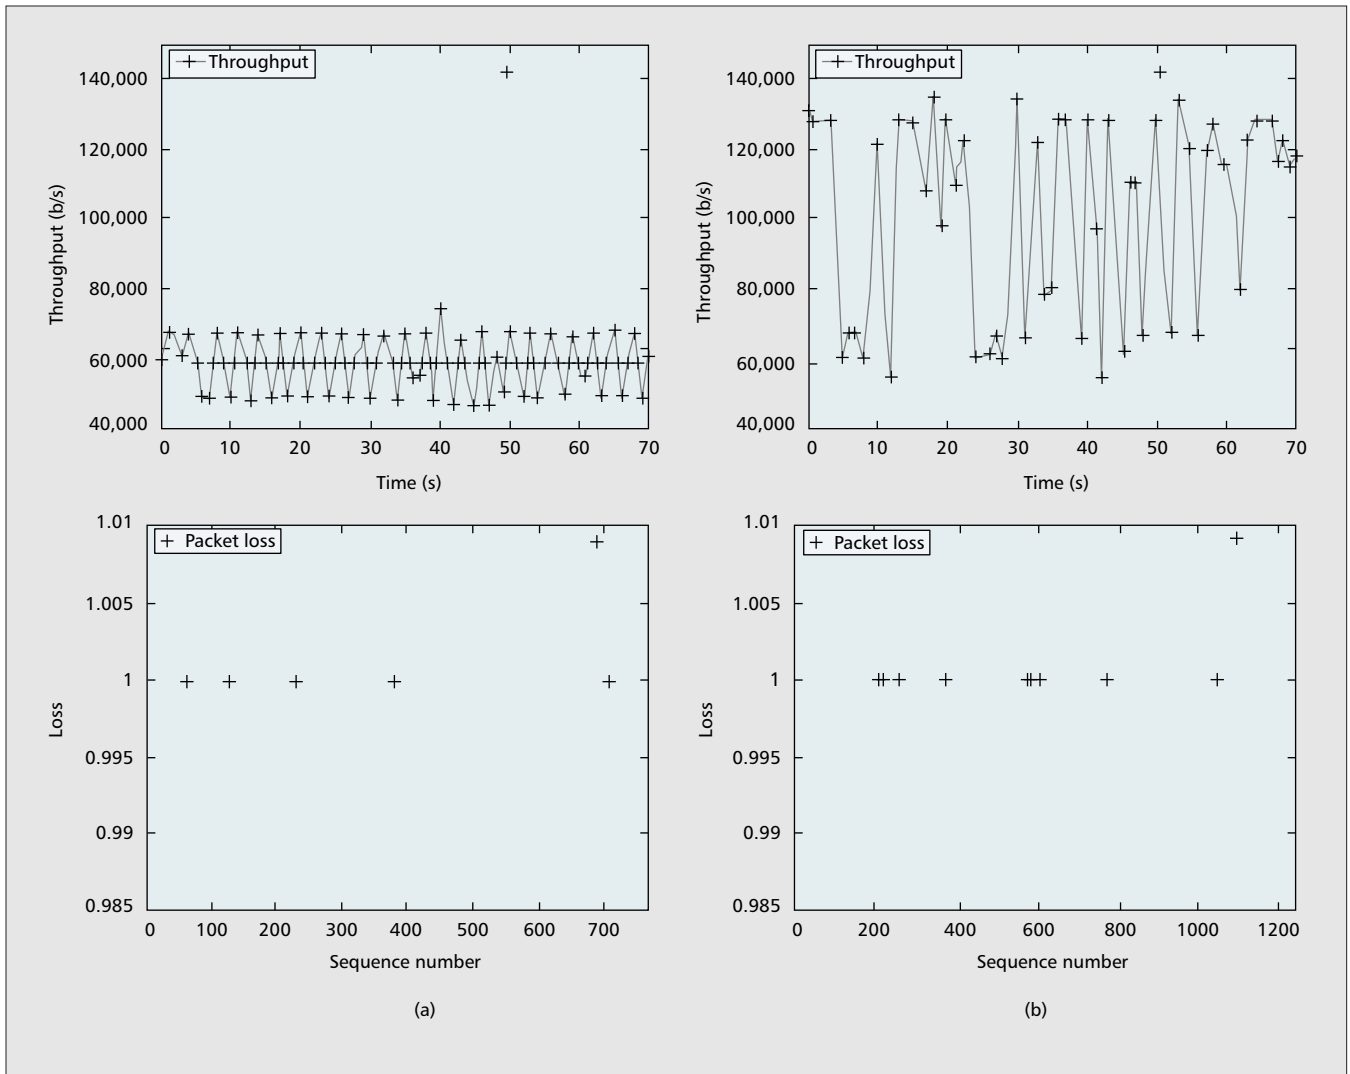 Throughput
140,000
120,000
100,000
80,000
60,000
40,000
Throughput (b/s)
0 10 20 30 40 50 60 70
Time (s)
Throughput
140,000
120,000
100,000
80,000
60,000
40,000
Throughput (b/s)
0 10 20 30 40 50 60 70
Time (s)
Packet loss
1.01
1.005
1
0.995
0.99
0.985
Loss
0 100 200 300 400 500 600 700
Sequence number
(a)
Packet loss
1.01
1.005
1
0.995
0.99
0.985
Loss
0 200 400 600 800 1000 1200
Sequence number
(b)